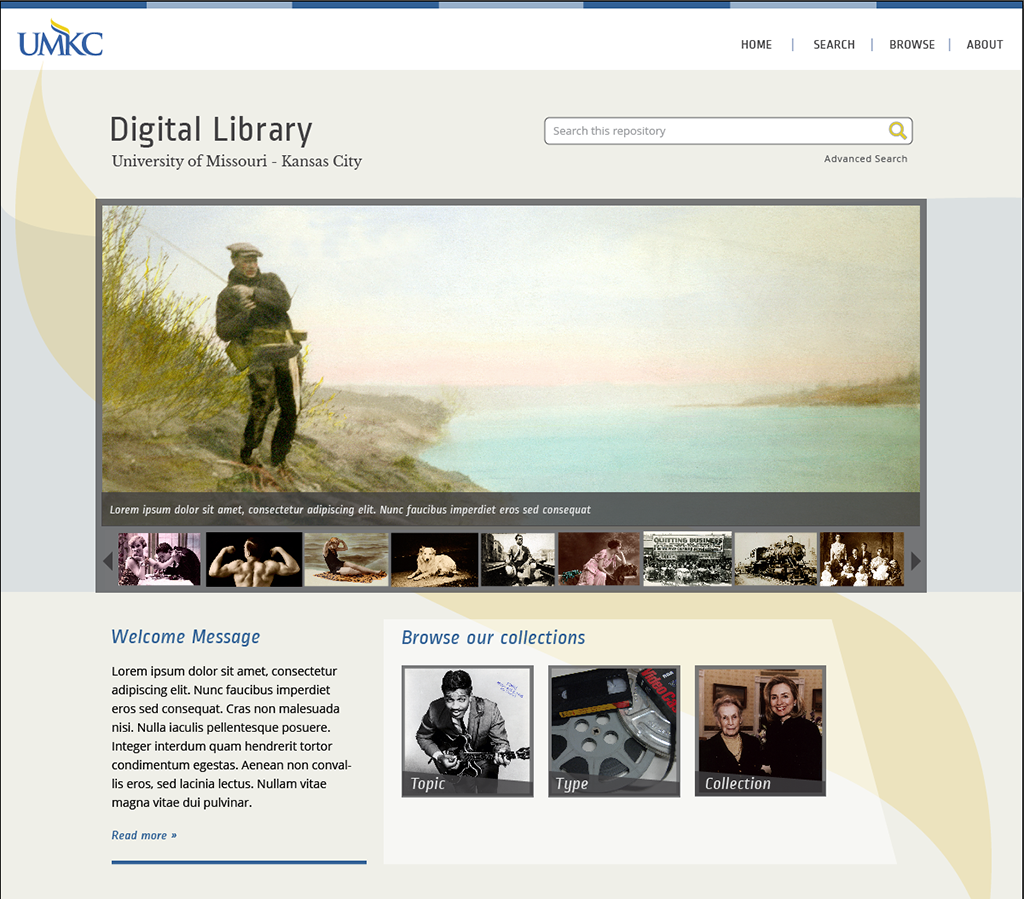 UMKC
HOME | SEARCH | BROWSE | ABOUT
Digital Library
University of Missouri - Kansas City
Search this repository
Advanced Search
Lorem ipsum dolor sit amet, consectetur adipiscing elit. Nunc faucibus imperdiet eros sed consequat
QUITTING BUSINESS
Welcome Message
Lorem ipsum dolor sit amet, consectetur
adipiscing elit. Nunc faucibus imperdiet
eros sed consequat. Cras non malesuada
nisi. Nulla iaculis pellentesque posuere.
Integer interdum quam hendrerit tortor
condimentum egestas. Aenean non conval-
lis eros, sed lacinia lectus. Nullam vitae
magna vitae dui pulvinar.
Read more »
Browse our collections
Topic
Type
Collection